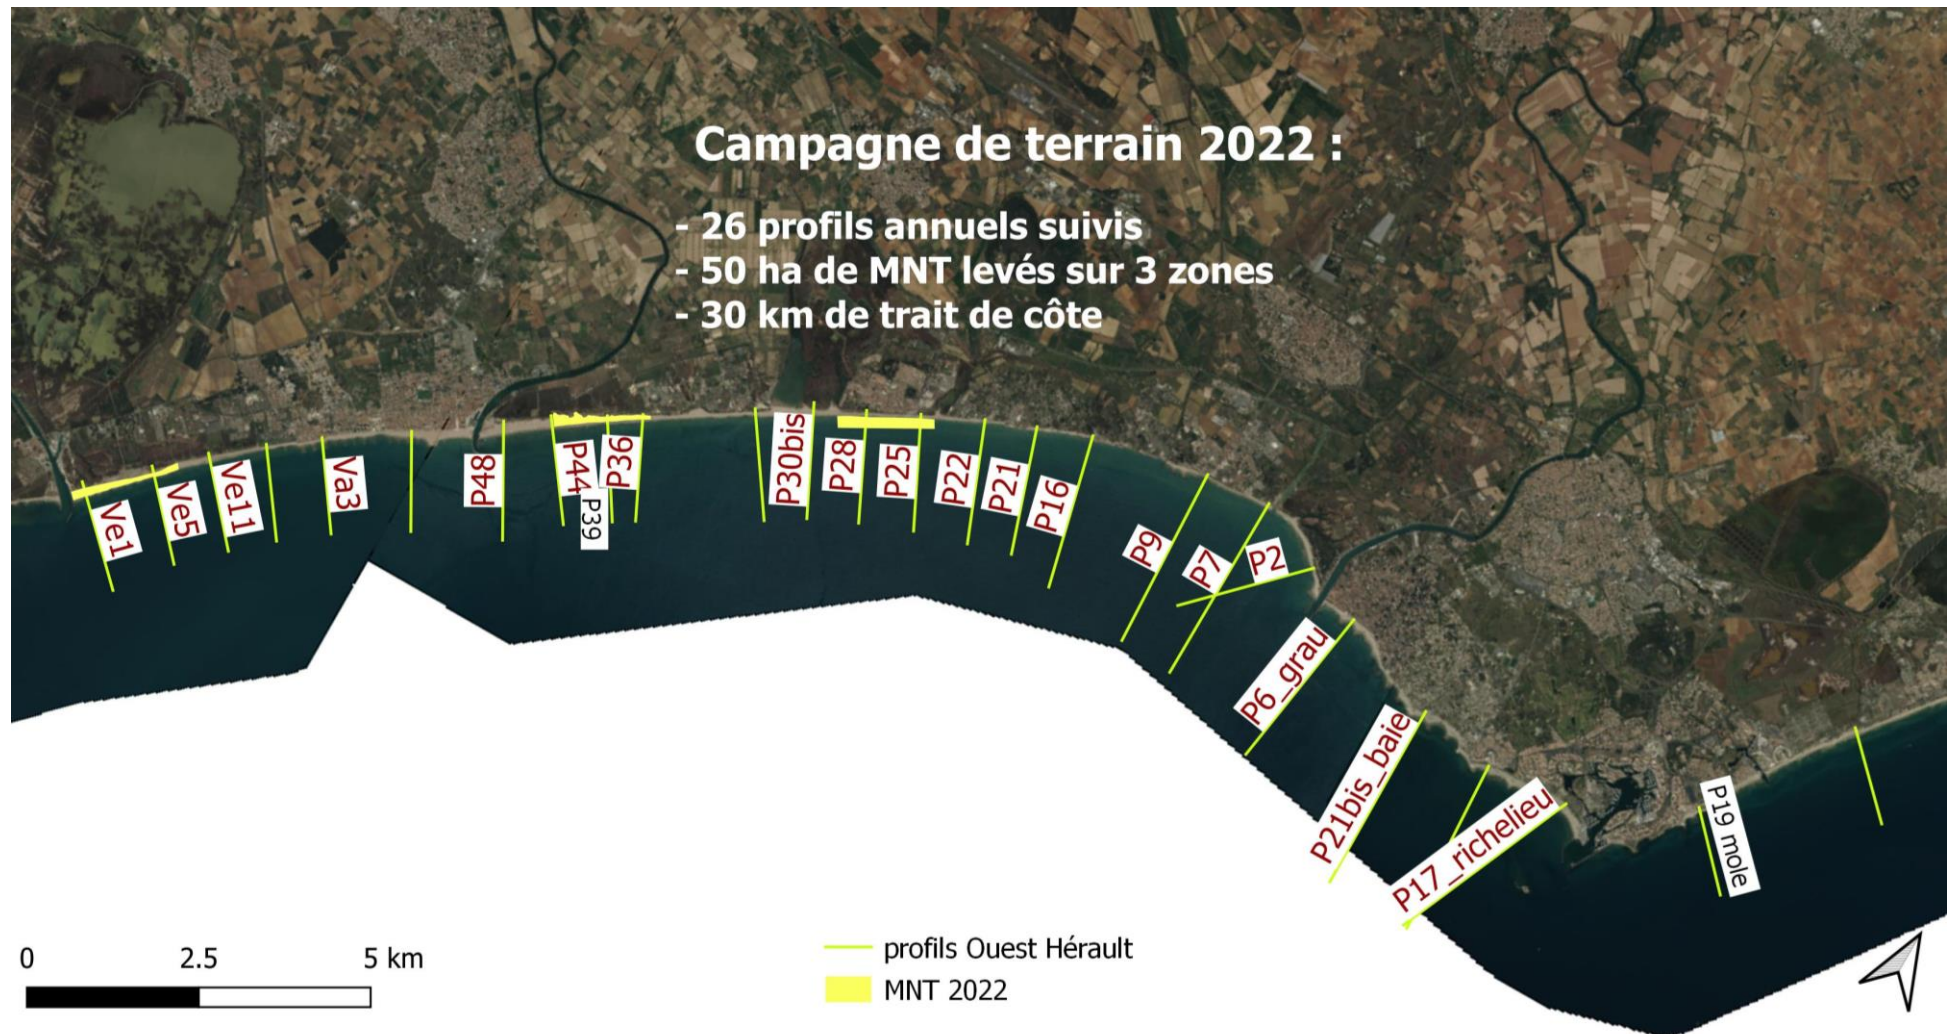 Campagne de terrain 2022 :
- 26 profils annuels suivis
- 50 ha de MNT levés sur 3 zones
- 30 km de trait de côte
Ve1
Ve5
Ve11
Va3
P48
P44
P39
P36
P30bis
P28
P25
P22
P21
P16
P9
P7
P2
P6_grau
P21bis_baie
P17_richelieu
P19 mole
0 2.5 5 km
profils Ouest Hérault
MNT 2022